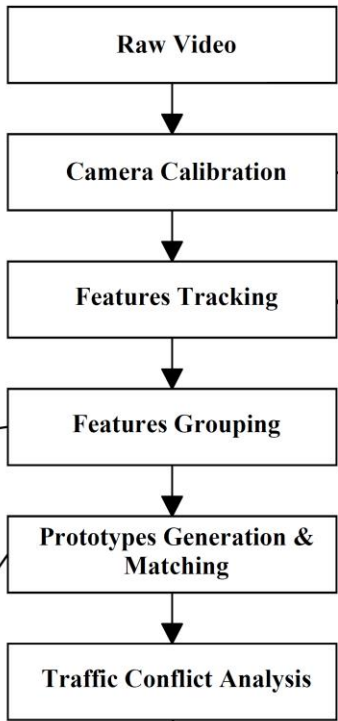 Raw Video
Camera Calibration
Features Tracking
Features Grouping
Prototypes Generation &
Matching
Traffic Conflict Analysis